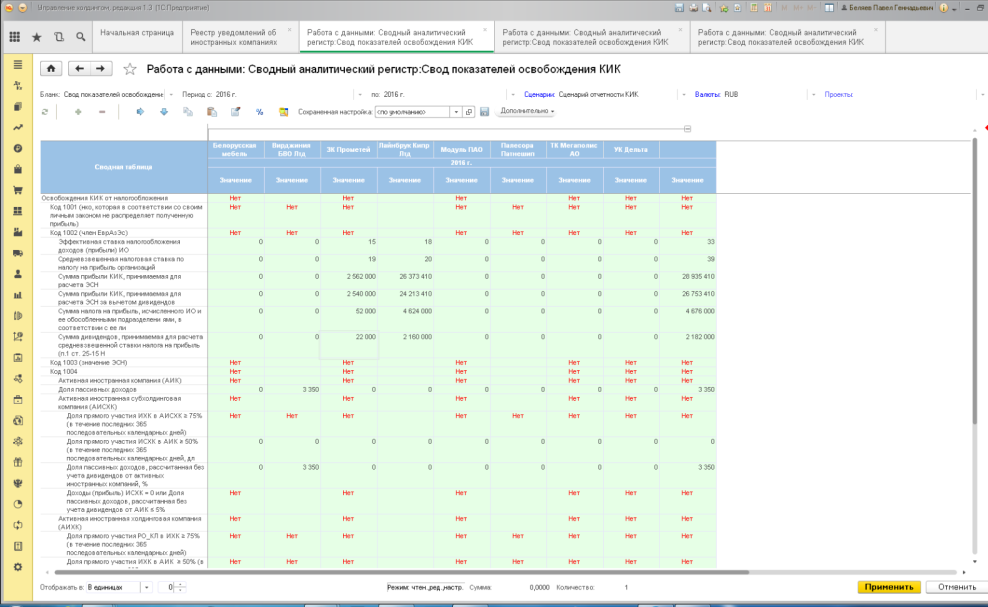 Управление холдингом, редакция 1.3 (1С:Предприятие)
M M+ M-
Беляев Павел Геннадьевич
Начальная страница
Реестр уведомлений об иностранных компаниях
Работа с данными: Сводный аналитический регистр:Свод показателей освобождения КИК
Работа с данными: Сводный аналитический регистр:Свод показателей освобождения КИК
Работа с данными: Сводный аналитический регистр:Свод показателей освобождения КИК
Работа с данными: Сводный аналитический регистр:Свод показателей освобождения КИК
Бланк: Свод показателей освобождени Период с: 2016 г. по: 2016 г. Сценарий: Сценарий отчетности КИК Валюты: RUB Проекты:
Сохраненная настройка: (по умолчанию) Дополнительно
Сводная таблица
Белорусская мебель
Вирджиния БВО Лтд
ЗК Прометей
Лайнбрук Кипр Лтд
Модуль ПАО
Палесора Патнешип
ТК Мегаполис АО
УК Дельта
2016 г.
Значение Значение Значение Значение Значение Значение Значение Значение Значение
Освобождения КИК от налогообложения Нет Нет Нет Нет Нет Нет
Код 1001 (нко, которая в соответствии со своим Нет Нет Нет Нет Нет Нет Нет Нет
личным законом не распределяет полученную
прибыль)
Код 1002 (член ЕврАзЭс) Нет Нет Нет Нет Нет Нет Нет Нет
Эффективная ставка налогообложения 0 0 15 18 0 0 0 0 33
доходов (прибыли) ИО
Средневзвешенная налоговая ставка по 0 0 19 20 0 0 0 0 39
налогу на прибыль организаций
Сумма прибыли КИК, принимаемая для 0 0 2 562 000 26 373 410 0 0 0 0 28 935 410
расчета ЭСН
Сумма прибыли КИК, принимаемая для 0 0 2 540 000 24 213 410 0 0 0 0 26 753 410
расчета ЭСН за вычетом дивидендов
Сумма налога на прибыль, исчисленного ИО и 0 0 52 000 4 624 000 0 0 0 0 4 676 000
ее обособленными подразделени ями, в
соответствии с ее ли
Сумма дивидендов, принимаемая для расчета 0 0 22 000 2 160 000 0 0 0 0 2 182 000
средневзвешенной ставки налога на прибыль
(п.1 ст. 25-15 Н
Код 1003 (значение ЭСН) Нет Нет Нет Нет Нет Нет
Код 1004 Нет Нет Нет Нет Нет Нет
Активная иностранная компания (АИК) Нет Нет Нет Нет Нет Нет
Доля пассивных доходов 0 3 350 0 0 0 0 0 0 3 350
Активная иностранная субхолдинговая Нет Нет Нет Нет Нет Нет
компания (АИСХК)
Доля прямого участия ИХК в АИСХК ≥ 75% Нет Нет Нет Нет Нет Нет Нет Нет
(в течение последних 365
последовательных календарных дней)
Доля прямого участия ИСХК в АИК ≥ 50% 0 0 0 0 0 0 0 0 0
(в течение последних 365
последовательных календарных дней, дл
Доля пассивных доходов, рассчитанная без 0 3 350 0 0 0 0 0 0 3 350
учета дивидендов от активных
иностранных компаний, %
Доходы (прибыль) ИСХК = 0 или Доля Нет Нет Нет Нет Нет Нет
пассивных доходов, рассчитанная без
учета дивидендов от АИК ≤ 5%
Активная иностранная холдинговая компания Нет Нет Нет Нет Нет Нет
(АИХК)
Доля прямого участия РО_КЛ в ИХК ≥ 75% Нет Нет Нет Нет Нет Нет Нет Нет
(в течение последних 365
последовательных календарных дней)
Доля прямого участия ИХК в АИК ≥ 50% (в Нет Нет Нет Нет Нет Нет Нет Нет
Отображать в: В единицах 0 Режим: чтен.,ред.,настр. Сумма: 0,0000 Количество: 1 Применить Отменить